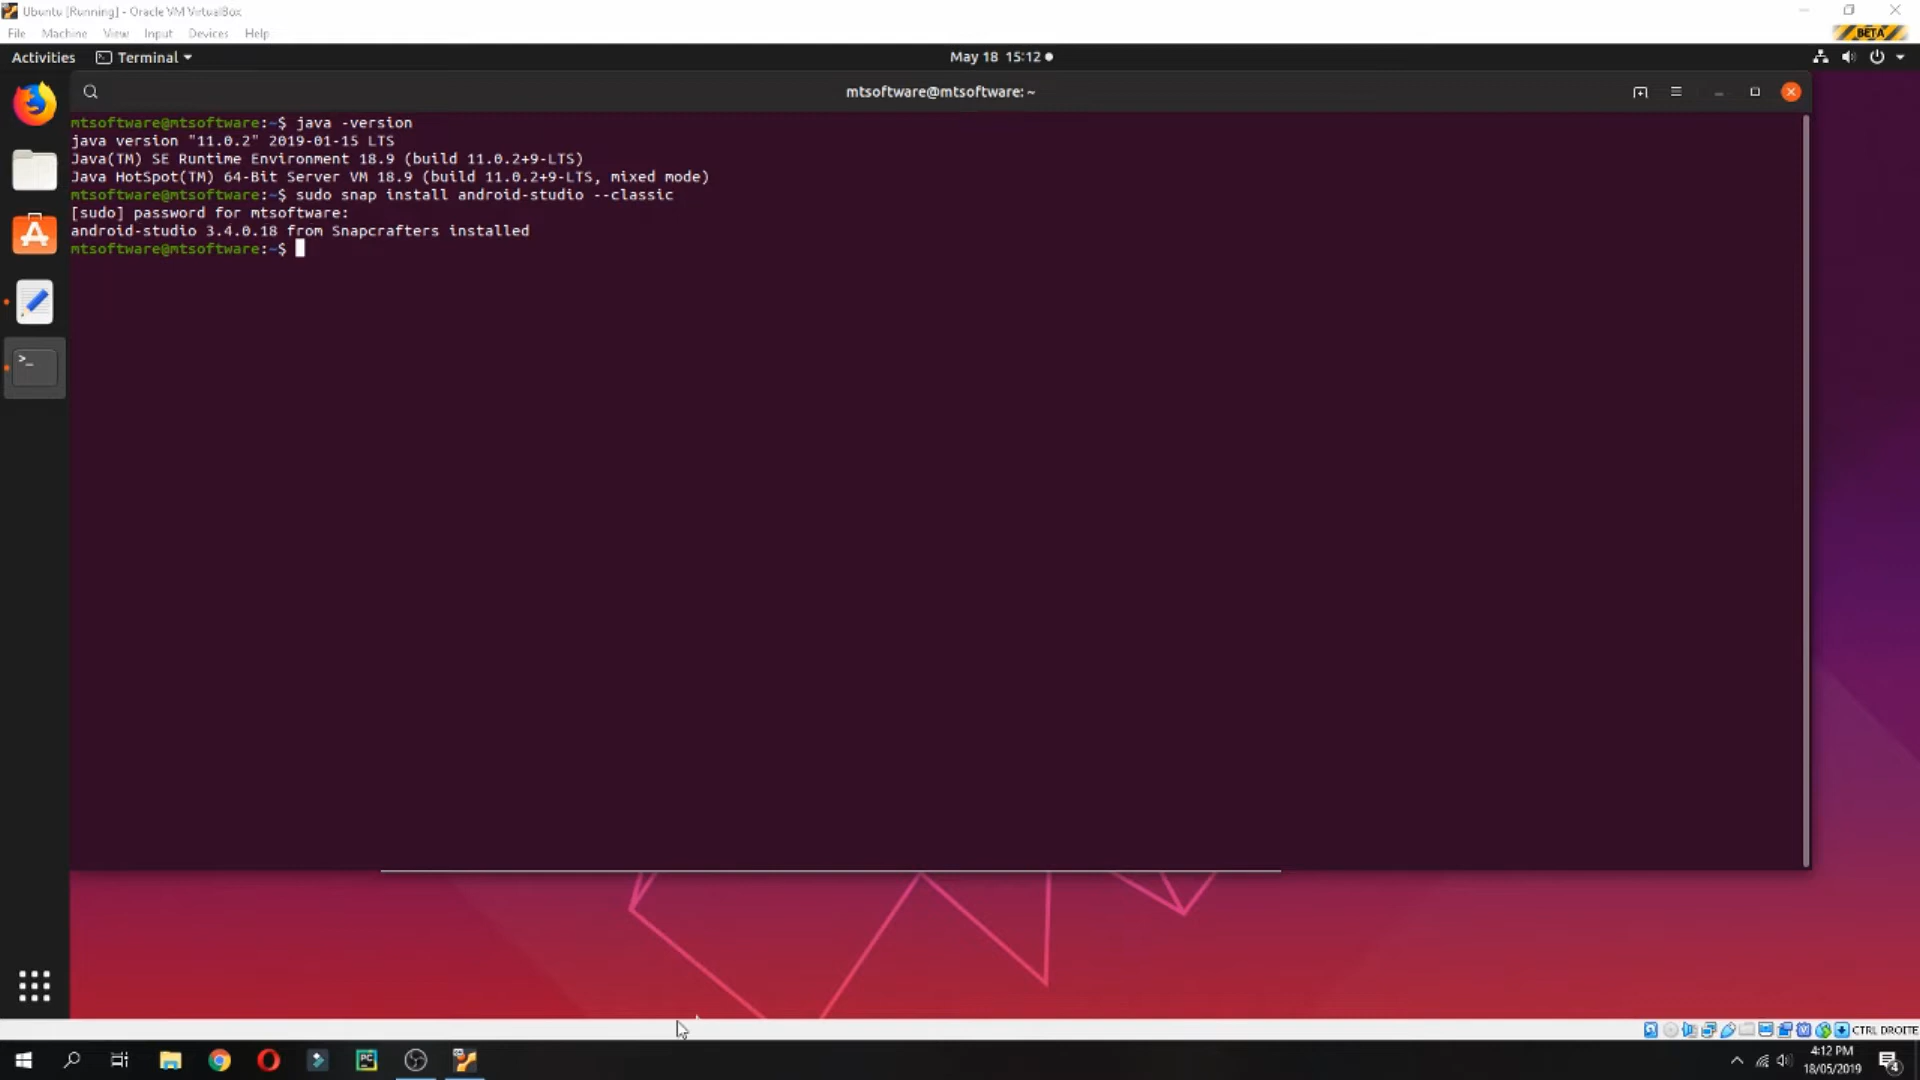 Ubuntu [Running] - Oracle VM VirtualBox
File Machine View Input Devices Help
BETA
Activities Terminal May 18 15:12
mtsoftware@mtsoftware: ~
mtsoftware@mtsoftware:~$ java -version
java version "11.0.2" 2019-01-15 LTS
Java(TM) SE Runtime Environment 18.9 (build 11.0.2+9-LTS)
Java HotSpot(TM) 64-Bit Server VM 18.9 (build 11.0.2+9-LTS, mixed mode)
mtsoftware@mtsoftware:~$ sudo snap install android-studio --classic
[sudo] password for mtsoftware:
android-studio 3.4.0.18 from Snapcrafters installed
mtsoftware@mtsoftware:~$
CTRL DROITE
PC
4:12 PM
18/05/2019
4